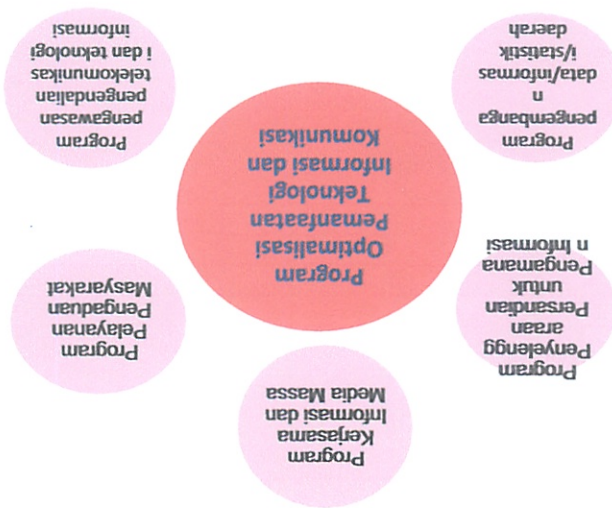 Program
Kerjasama
Informasi dan
Media Massa
Program
Penyelengg
araan
Persandian
untuk
Pengamana
n Informasi
Program
Pelayanan
Pengaduan
Masyarakat
Program
Optimalisasi
Pemanfaatan
Teknologi
Informasi dan
Komunikasi
Program
pengembanga
n
data/informas
i/statistik
daerah
Program
pengawasan
pengendalian
telekomunikas
i dan teknologi
informasi